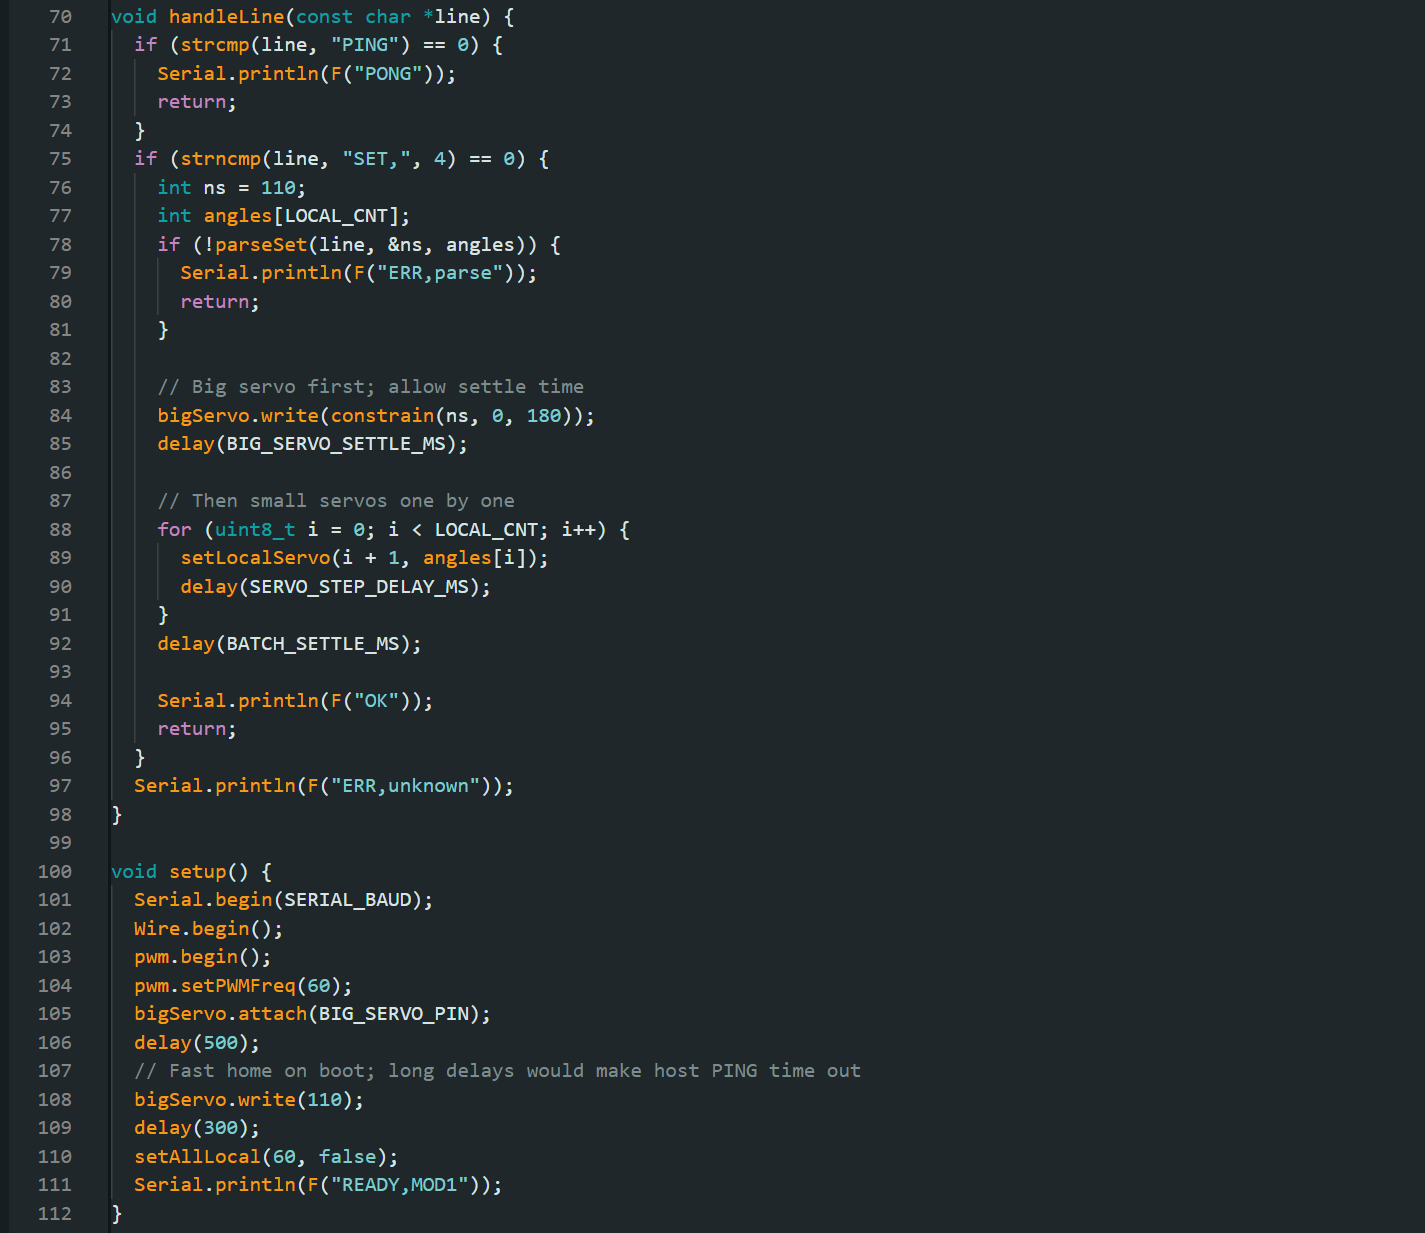 70 void handleLine(const char *line) {
71   if (strcmp(line, "PING") == 0) {
72     Serial.println(F("PONG"));
73     return;
74   }
75   if (strncmp(line, "SET,", 4) == 0) {
76     int ns = 110;
77     int angles[LOCAL_CNT];
78     if (!parseSet(line, &ns, angles)) {
79       Serial.println(F("ERR,parse"));
80       return;
81     }
82
83     // Big servo first; allow settle time
84     bigServo.write(constrain(ns, 0, 180));
85     delay(BIG_SERVO_SETTLE_MS);
86
87     // Then small servos one by one
88     for (uint8_t i = 0; i < LOCAL_CNT; i++) {
89       setLocalServo(i + 1, angles[i]);
90       delay(SERVO_STEP_DELAY_MS);
91     }
92     delay(BATCH_SETTLE_MS);
93
94     Serial.println(F("OK"));
95     return;
96   }
97   Serial.println(F("ERR,unknown"));
98 }
99
100 void setup() {
101   Serial.begin(SERIAL_BAUD);
102   Wire.begin();
103   pwm.begin();
104   pwm.setPWMFreq(60);
105   bigServo.attach(BIG_SERVO_PIN);
106   delay(500);
107   // Fast home on boot; long delays would make host PING time out
108   bigServo.write(110);
109   delay(300);
110   setAllLocal(60, false);
111   Serial.println(F("READY,MOD1"));
112 }